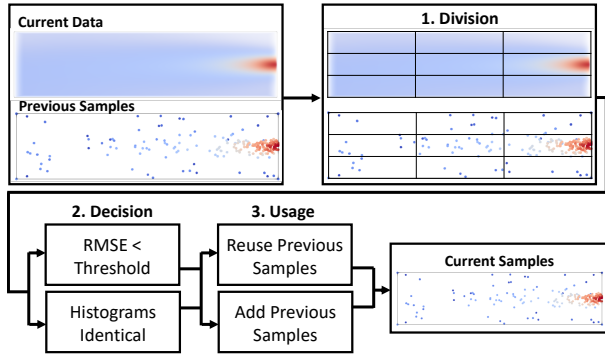 Current Data
Previous Samples
1. Division
2. Decision
3. Usage
RMSE <
Threshold
Histograms
Identical
Reuse Previous
Samples
Add Previous
Samples
Current Samples